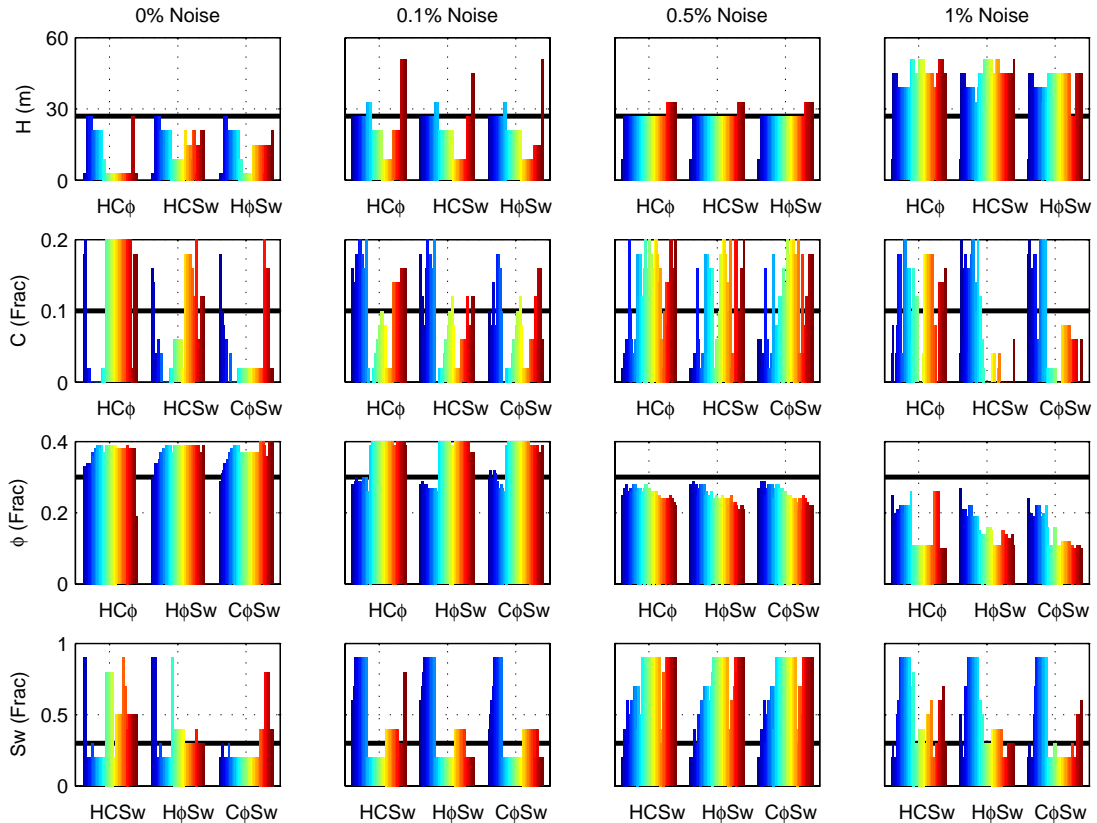 0% Noise 0.1% Noise 0.5% Noise 1% Noise
H (m)
60
30
0
HCϕ HCSw HϕSw HCϕ HCSw HϕSw HCϕ HCSw HϕSw HCϕ HCSw HϕSw
C (Frac)
0.2
0.1
0
HCϕ HCSw CϕSw HCϕ HCSw CϕSw HCϕ HCSw CϕSw HCϕ HCSw CϕSw
ϕ (Frac)
0.4
0.2
0
HCϕ HϕSw CϕSw HCϕ HϕSw CϕSw HCϕ HϕSw CϕSw HCϕ HϕSw CϕSw
Sw (Frac)
1
0.5
0
HCSw HϕSw CϕSw HCSw HϕSw CϕSw HCSw HϕSw CϕSw HCSw HϕSw CϕSw